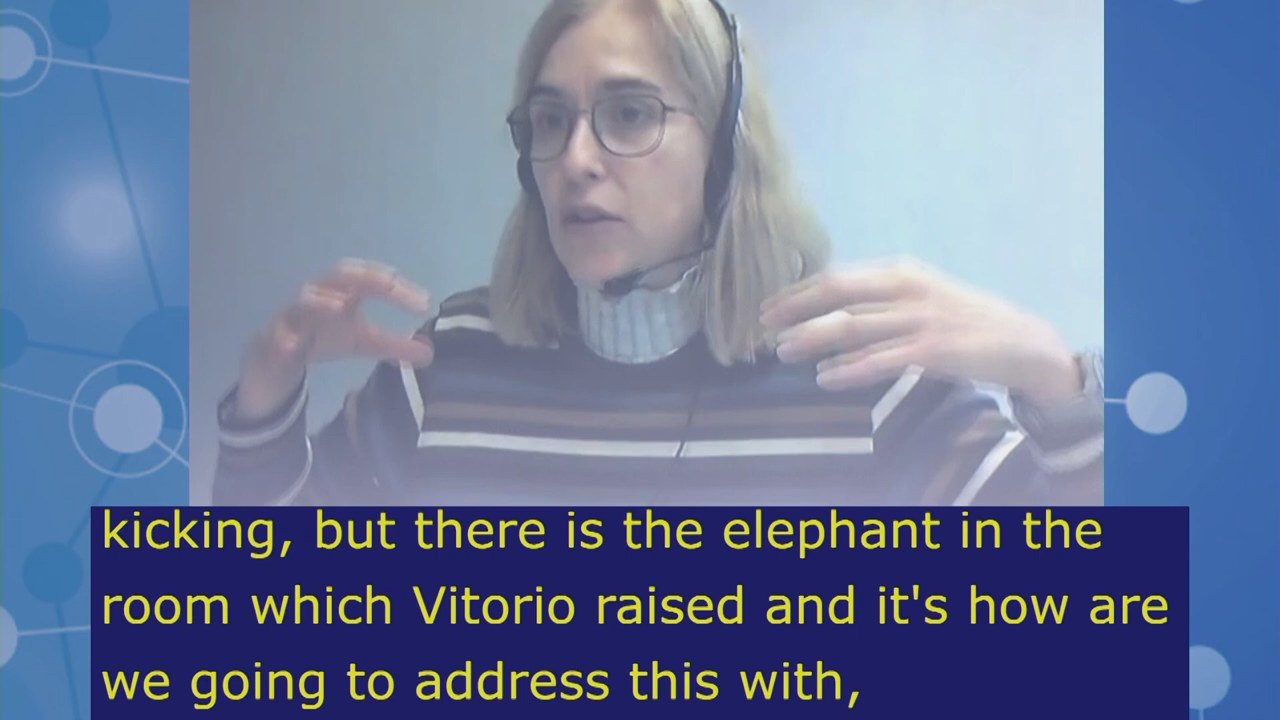 kicking, but there is the elephant in the
room which Vitorio raised and it's how are
we going to address this with,